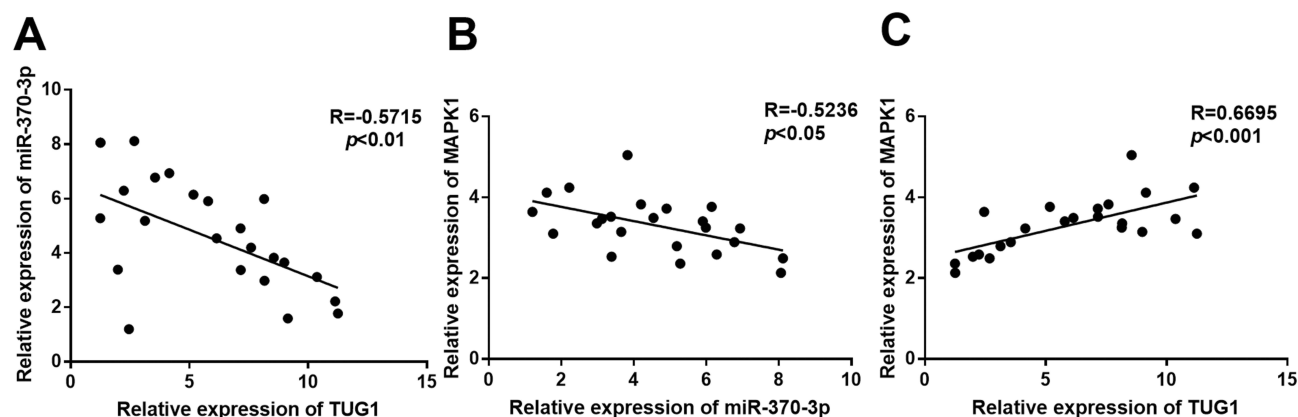 A
Relative expression of miR-370-3p
10
8
6
4
2
0
0
5
10
15
Relative expression of TUG1
R=-0.5715
p<0.01
B
Relative expression of MAPK1
6
4
2
0
0
2
4
6
8
10
Relative expression of miR-370-3p
R=-0.5236
p<0.05
C
Relative expression of MAPK1
6
4
2
0
0
5
10
15
Relative expression of TUG1
R=0.6695
p<0.001